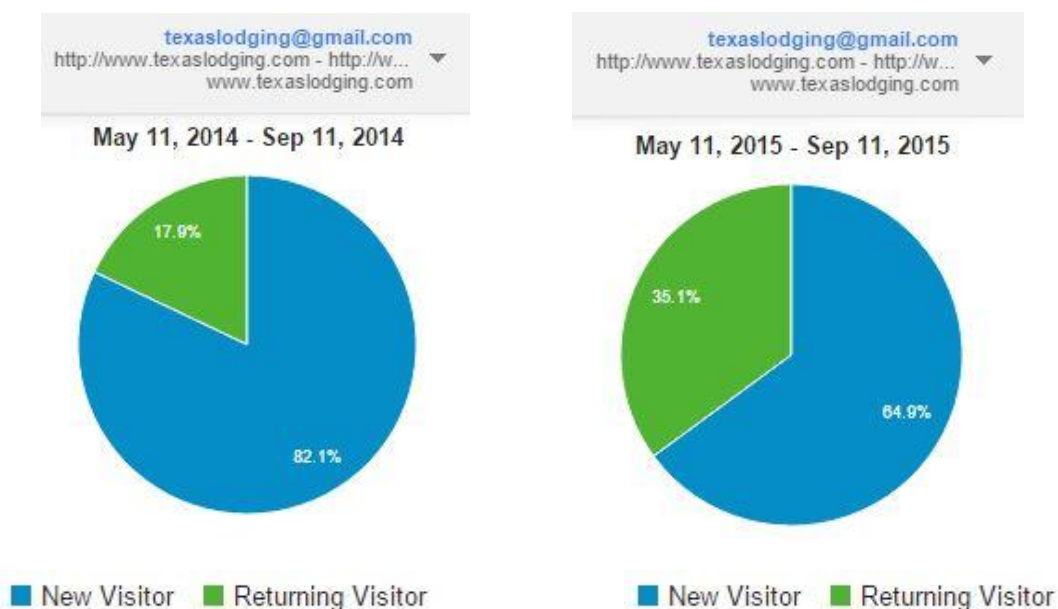 texaslodging@gmail.com
http://www.texaslodging.com - http://w...
www.texaslodging.com
May 11, 2014 - Sep 11, 2014
17.9%
82.1%
New Visitor
Returning Visitor
texaslodging@gmail.com
http://www.texaslodging.com - http://w...
www.texaslodging.com
May 11, 2015 - Sep 11, 2015
35.1%
64.9%
New Visitor
Returning Visitor